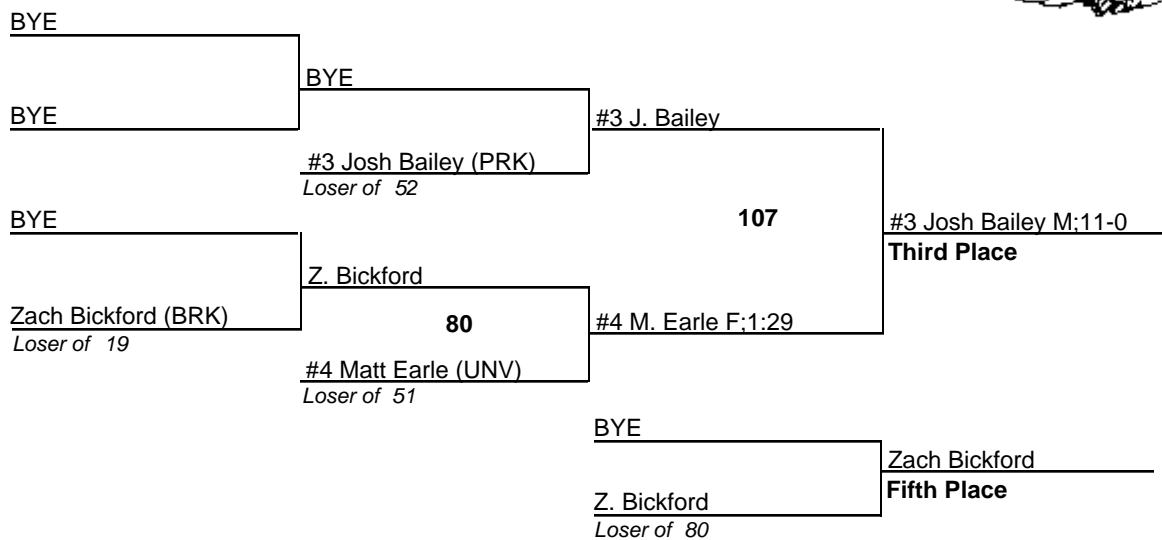 BYE
BYE
BYE
#3 J. Bailey
#3 Josh Bailey (PRK)
Loser of 52
BYE
107
#3 Josh Bailey M;11-0
Third Place
Z. Bickford
Zach Bickford (BRK)
80
#4 M. Earle F;1:29
Loser of 19
#4 Matt Earle (UNV)
Loser of 51
BYE
Zach Bickford
Fifth Place
Z. Bickford
Loser of 80